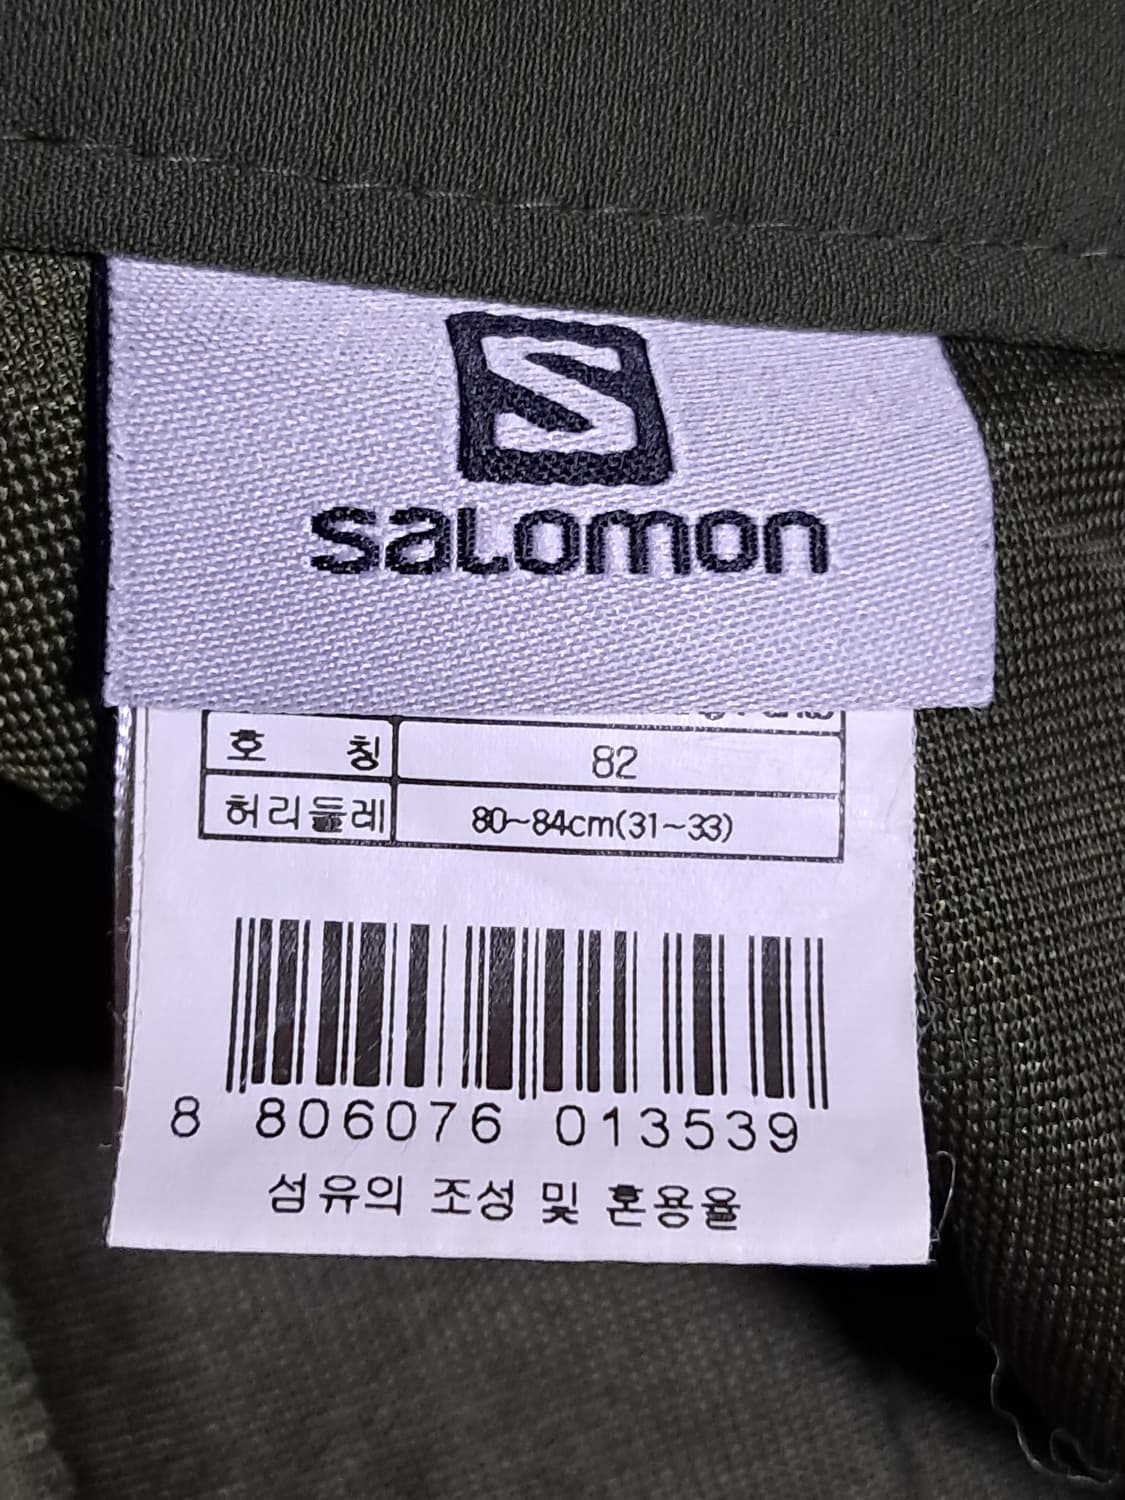 S
salomon
호 칭 82
허리둘레 80~84cm(31~33)
8 806076 013539
섬유의 조성 및 혼용율